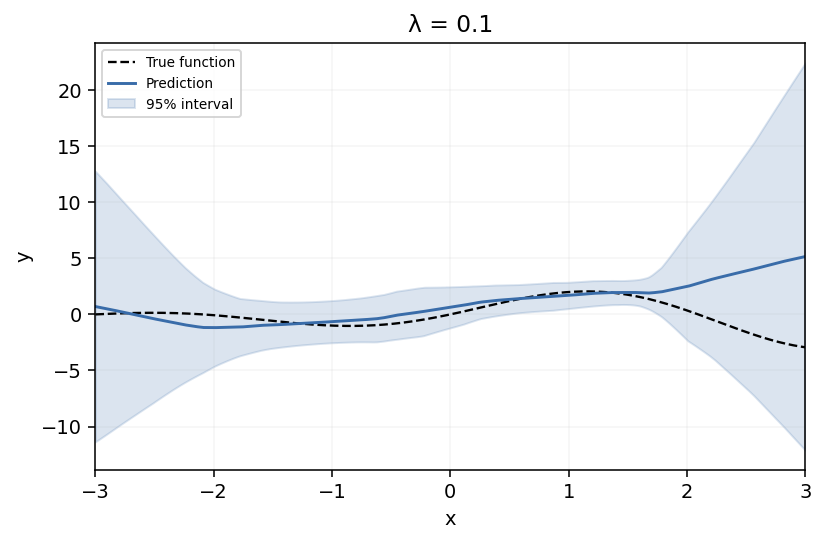 λ = 0.1
True function
Prediction
95% interval
y
20
15
10
5
0
−5
−10
−3
−2
−1
0
1
2
3
x